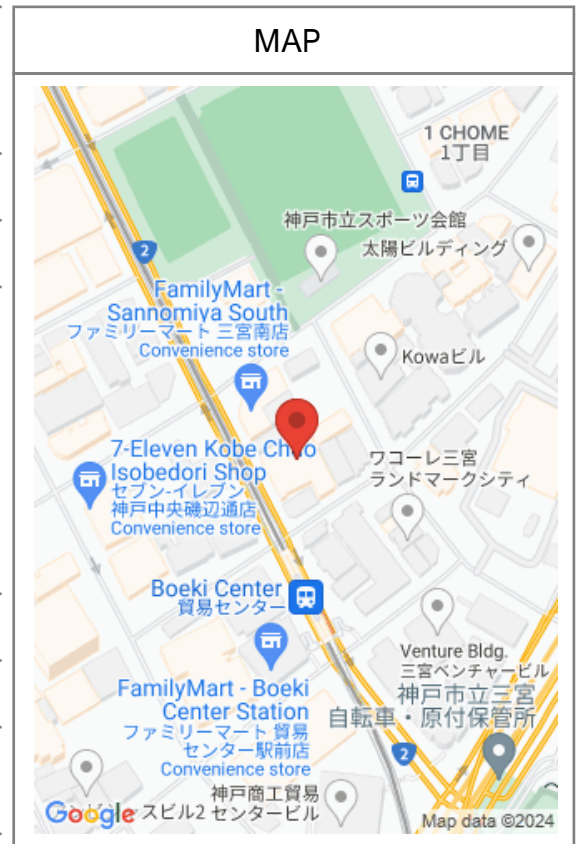 MAP
1 CHOME
1丁目
神戸市立スポーツ会館
太陽ビルディング
2
FamilyMart -
Sannomiya South
ファミリーマート 三宮南店
Convenience store
Kowaビル
7-Eleven Kobe Chuo
Isobedori Shop
セブン-イレブン
神戸中央磯辺通店
Convenience store
ワコーレ三宮
ランドマークシティ
Boeki Center
貿易センター
Venture Bldg.
三宮ベンチャービル
FamilyMart - Boeki
Center Station
ファミリーマート 貿易
センター駅前店
Convenience store
神戸市立三宮
自転車・原付保管所
2
神戸商工貿易
センタービル
スビル2
Google
Map data ©2024